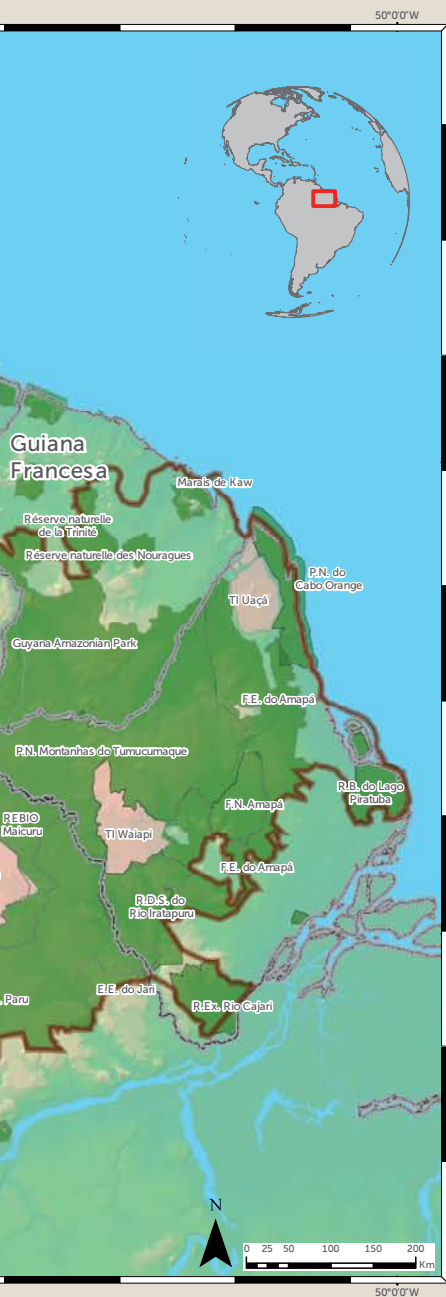 50°0'0"W
Guiana
Francesa
Marais de Kaw
Réserve naturelle
de la Trinité
Réserve naturelle des Nouragues
P.N. do
Cabo Orange
TI Uaçá
Guyana Amazonian Park
F.E. do Amapá
P.N. Montanhas do Tumucumaque
R.B. do Lago
Piratuba
F.N. Amapá
REBIO
Maicuru
TI Waiapi
F.E. do Amapá
R.D.S. do
Rio Iratapuru
E.E. do Jari
. Paru
R.Ex. Rio Cajari
N
0 25 50 100 150 200
Km
50°0'0"W